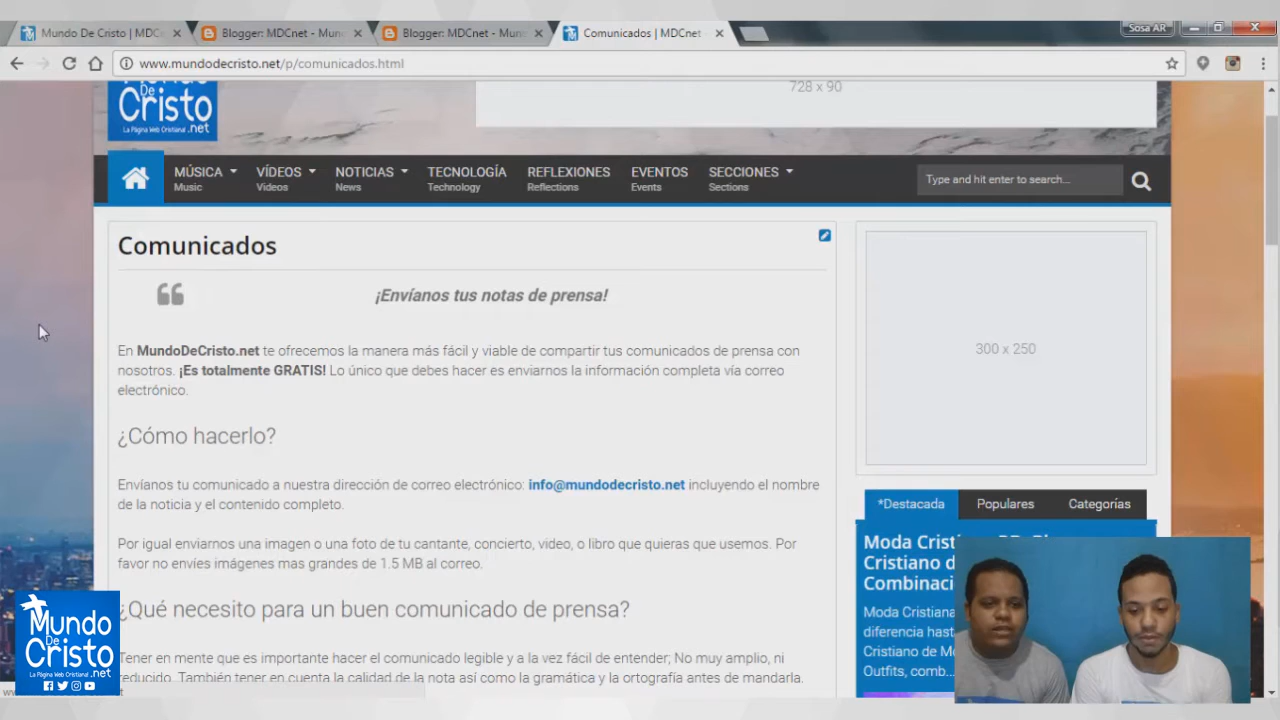 Mundo De Cristo | MDC
Blogger: MDCnet - Mun
Blogger: MDCnet - Mun
Comunicados | MDCnet
Sosa AR
www.mundodecristo.net/p/comunicados.html
De
Cristo
La Página Web Cristiana! .net
728 x 90
MÚSICA
Music
VÍDEOS
Videos
NOTICIAS
News
TECNOLOGÍA
Technology
REFLEXIONES
Reflections
EVENTOS
Events
SECCIONES
Sections
Type and hit enter to search...
Comunicados
¡Envíanos tus notas de prensa!
En MundoDeCristo.net te ofrecemos la manera más fácil y viable de compartir tus comunicados de prensa con
nosotros. ¡Es totalmente GRATIS! Lo único que debes hacer es enviarnos la información completa vía correo
electrónico.
¿Cómo hacerlo?
Envíanos tu comunicado a nuestra dirección de correo electrónico: info@mundodecristo.net incluyendo el nombre
de la noticia y el contenido completo.
Por igual enviarnos una imagen o una foto de tu cantante, concierto, video, o libro que quieras que usemos. Por
favor no envíes imágenes mas grandes de 1.5 MB al correo.
¿Qué necesito para un buen comunicado de prensa?
Tener en mente que es importante hacer el comunicado legible y a la vez fácil de entender; No muy amplio, ni
reducido. También tener en cuenta la calidad de la nota así como la gramática y la ortografía antes de mandarla.
300 x 250
*Destacada
Populares
Categorías
Moda Crist
Cristiano d
Combinaci
Moda Cristiana
diferencia hast
Cristiano de M
Outfits, comb...
Mundo
De
Cristo
La Página Web Cristiana! .net